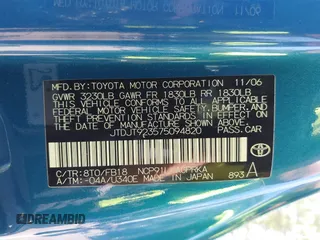 MFD. BY: TOYOTA MOTOR CORPORATION 11/06
GVWR 3230LB GAWR FR 1830LB RR 1830LB
THIS VEHICLE CONFORMS TO ALL APPLICABLE
FEDERAL MOTOR VEHICLE SAFETY, BUMPER, AND
THEFT PREVENTION STANDARDS IN EFFECT ON THE
DATE OF MANUFACTURE SHOWN ABOVE.
JTDJT923575094820 PASS. CAR
C/TR: 8T0/FB18
A/TM: -04A/U340E MADE IN JAPAN 893 A
DREAMBID